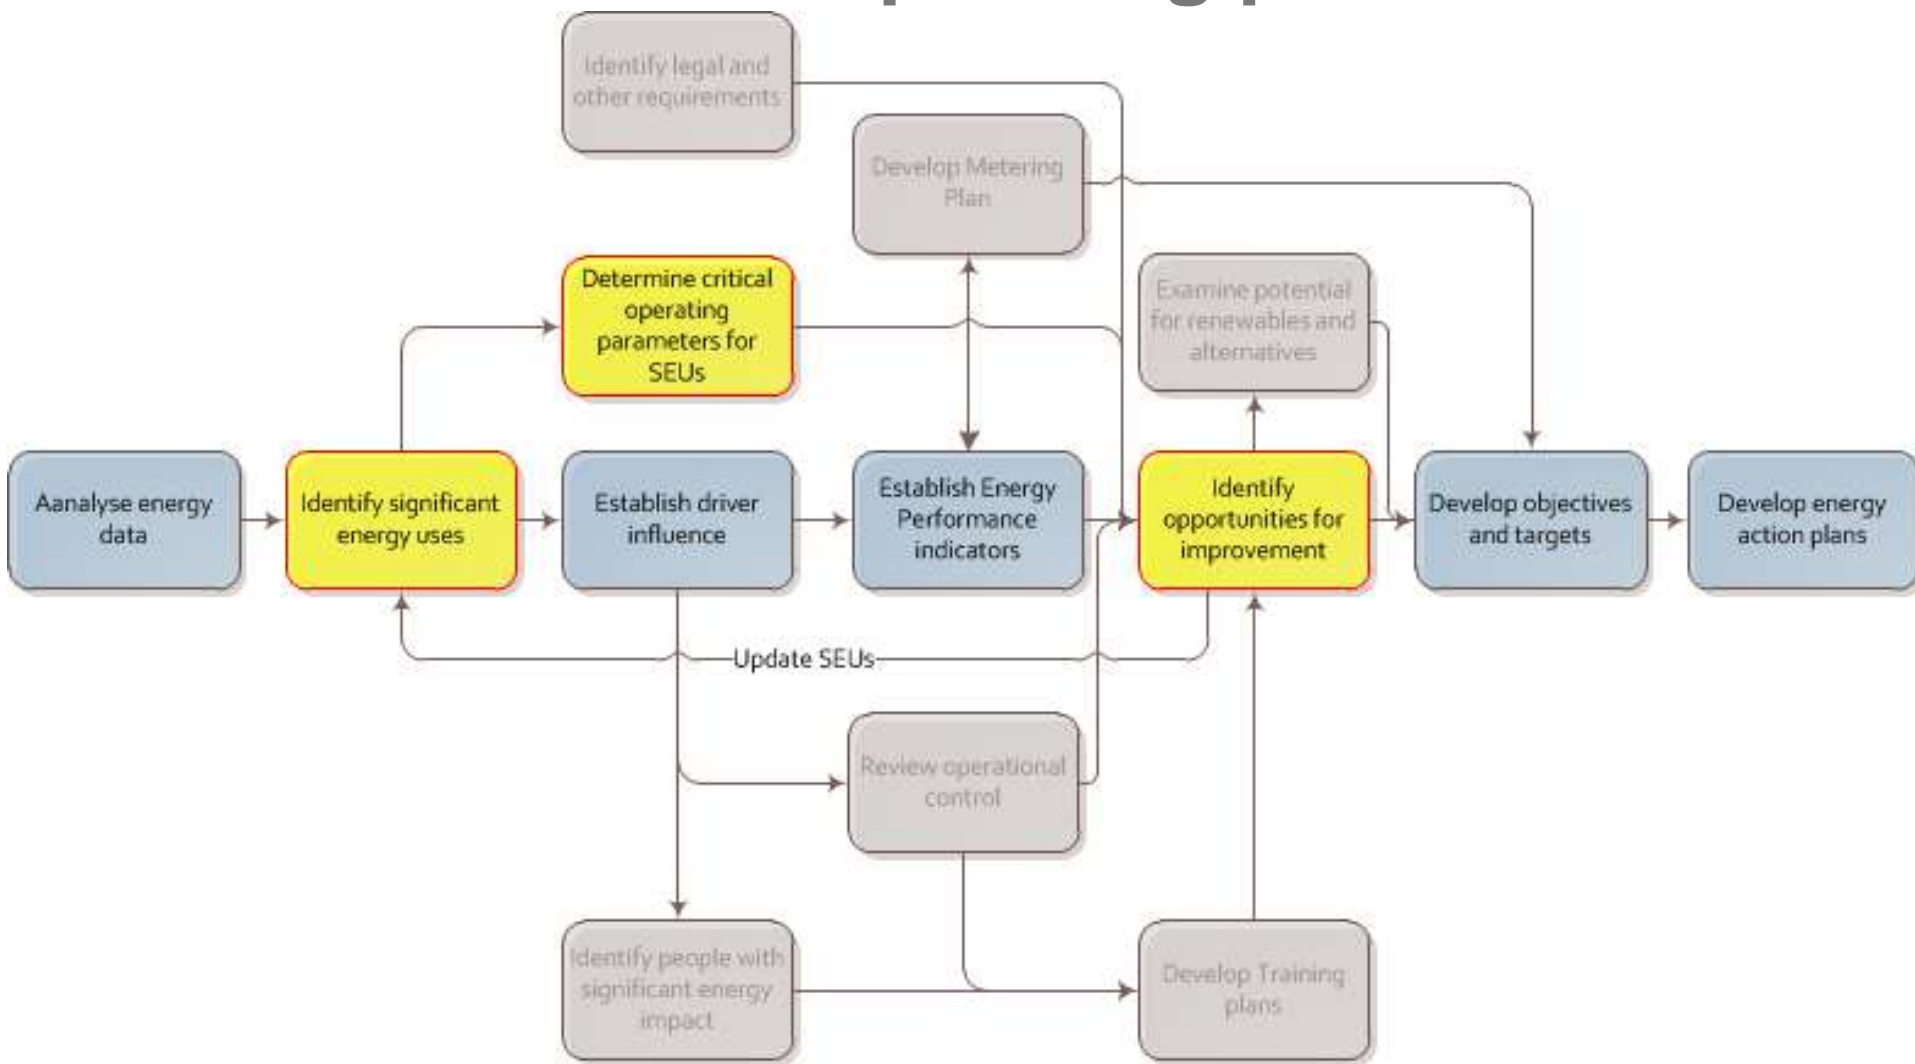 Identify legal and
other requirements
Develop Metering
Plan
Determine critical
operating
parameters for
SEUs
Examine potential
for renewables and
alternatives
Aanalyse energy
data
Identify significant
energy uses
Establish driver
influence
Establish Energy
Performance
indicators
Identify
opportunities for
improvement
Develop objectives
and targets
Develop energy
action plans
Update SEUs
Review operational
control
Identify people with
significant energy
impact
Develop Training
plans